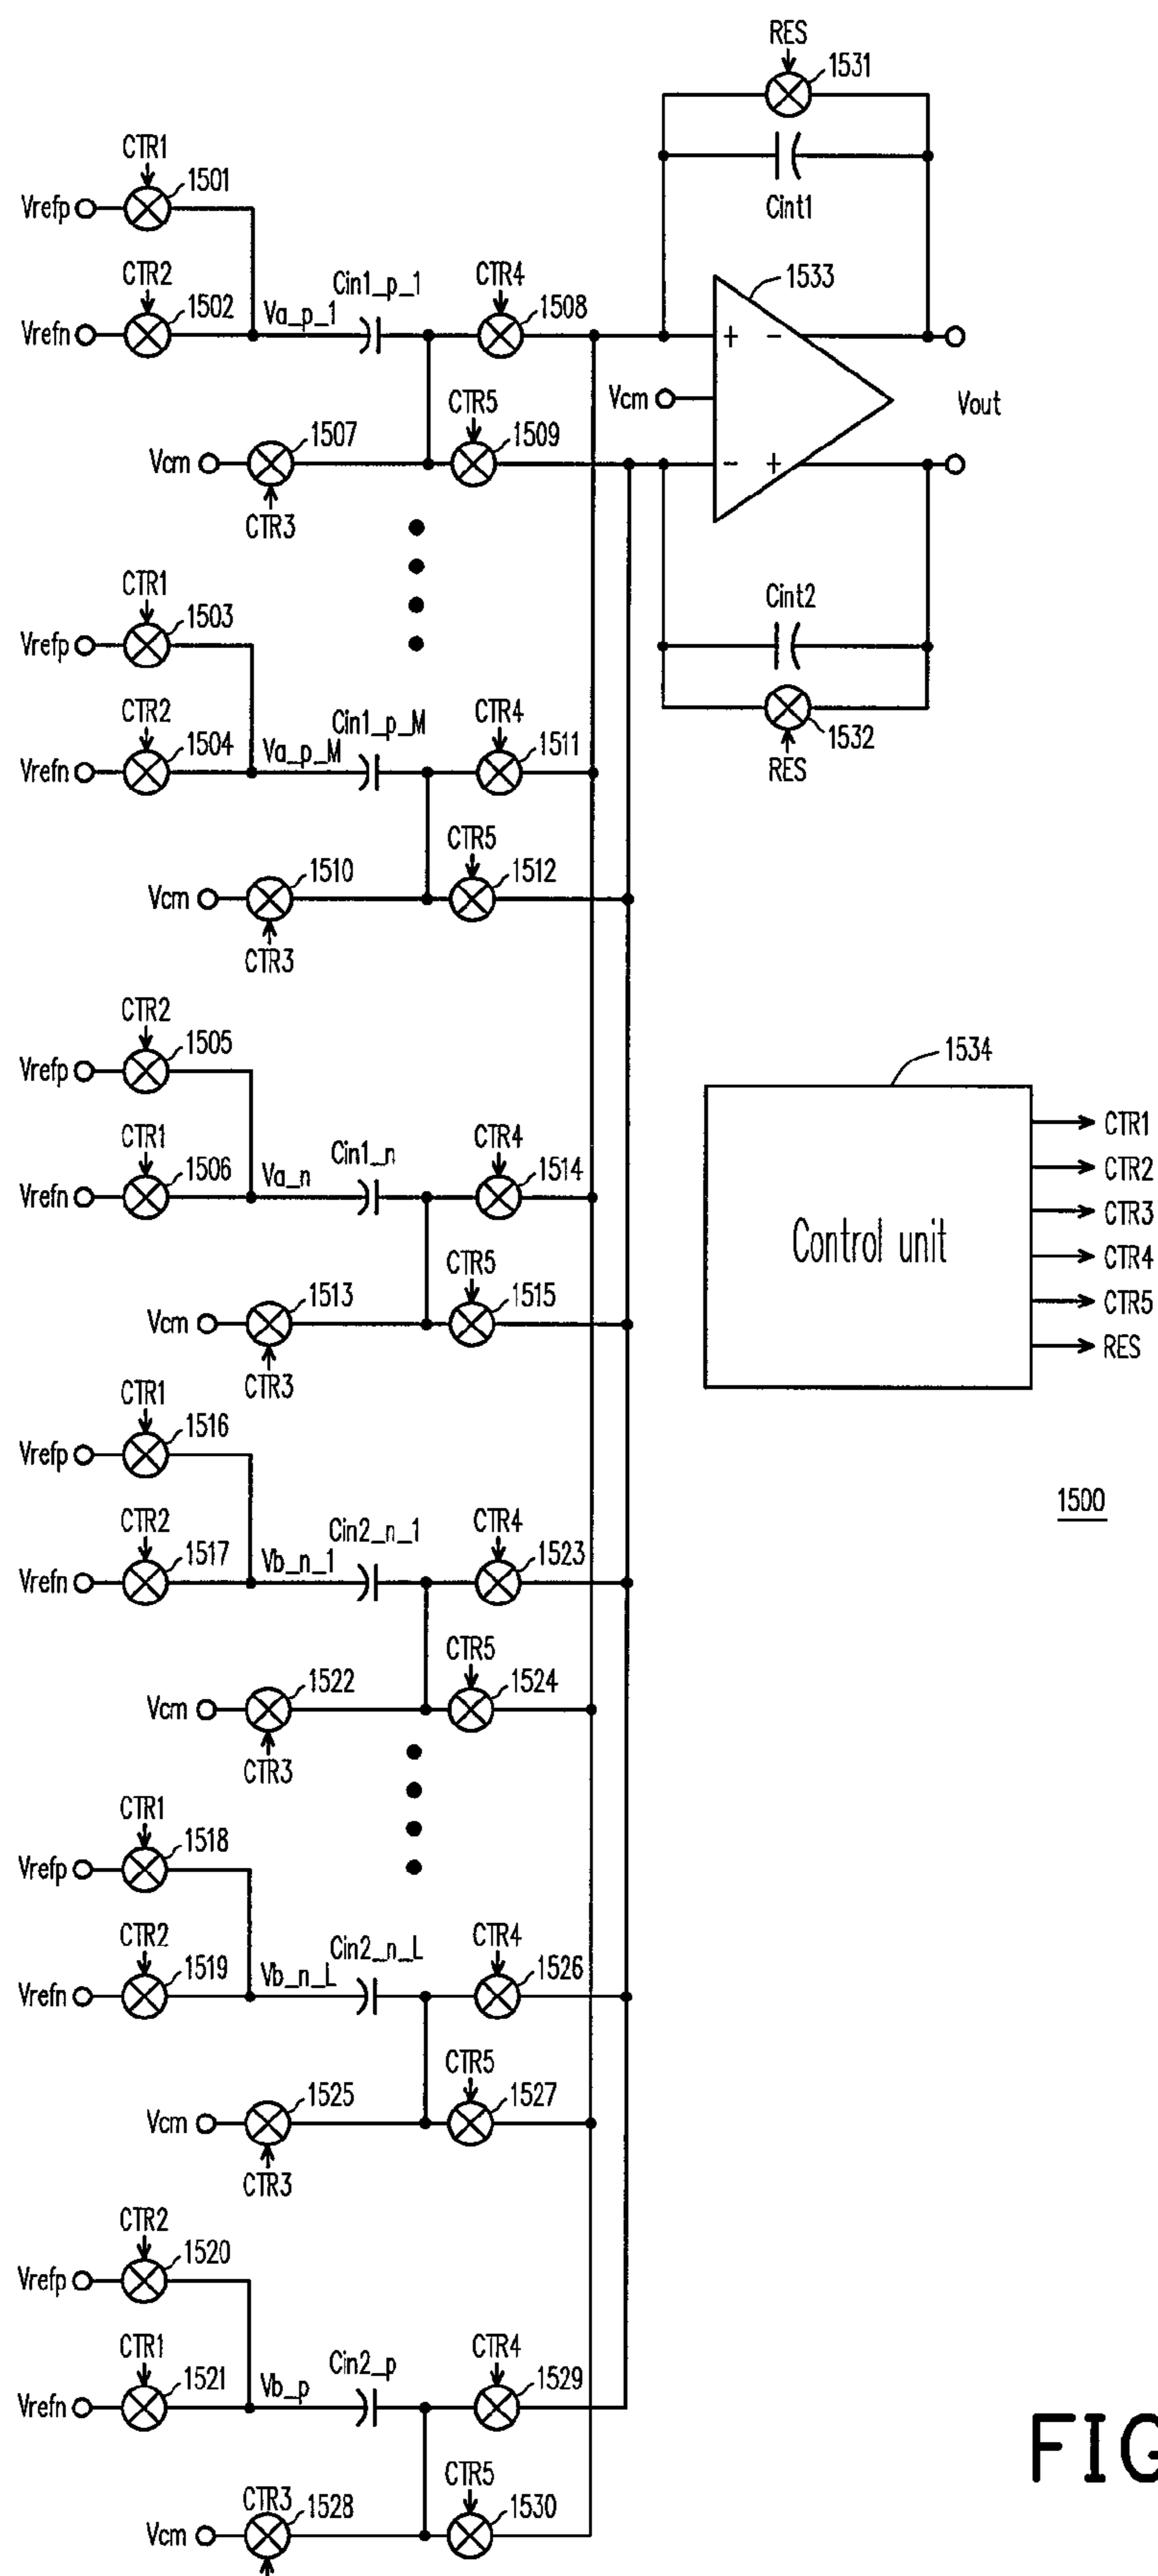 RES
1531
CTR1
1501
Vrefp
Cint1
CTR2
Cin1_p_1
CTR4
1533
1502
Va_p_1
1508
Vrefn
+ −
CTR5
Vcm
Vout
1507
1509
Vcm
− +
CTR3
CTR1
1503
Cint2
Vrefp
CTR2
Cin1_p_M
CTR4
1532
1504
Va_p_M
1511
Vrefn
RES
CTR5
1510
1512
Vcm
CTR3
CTR2
1505
Vrefp
1534
CTR1
Cin1_n
CTR4
CTR1
1506
Va_n
1514
CTR2
Vrefn
CTR3
Control unit
CTR4
CTR5
CTR5
1513
1515
Vcm
RES
CTR3
CTR1
1516
Vrefp
1500
CTR2
Cin2_n_1
CTR4
1517
Vb_n_1
1523
Vrefn
CTR5
1522
1524
Vcm
CTR3
CTR1
1518
Vrefp
CTR2
Cin2_n_L
CTR4
1519
Vb_n_L
1526
Vrefn
CTR5
1525
1527
Vcm
CTR3
CTR2
1520
Vrefp
CTR1
Cin2_p
CTR4
1521
Vb_p
1529
Vrefn
FIG
CTR5
CTR3
1528
1530
Vcm